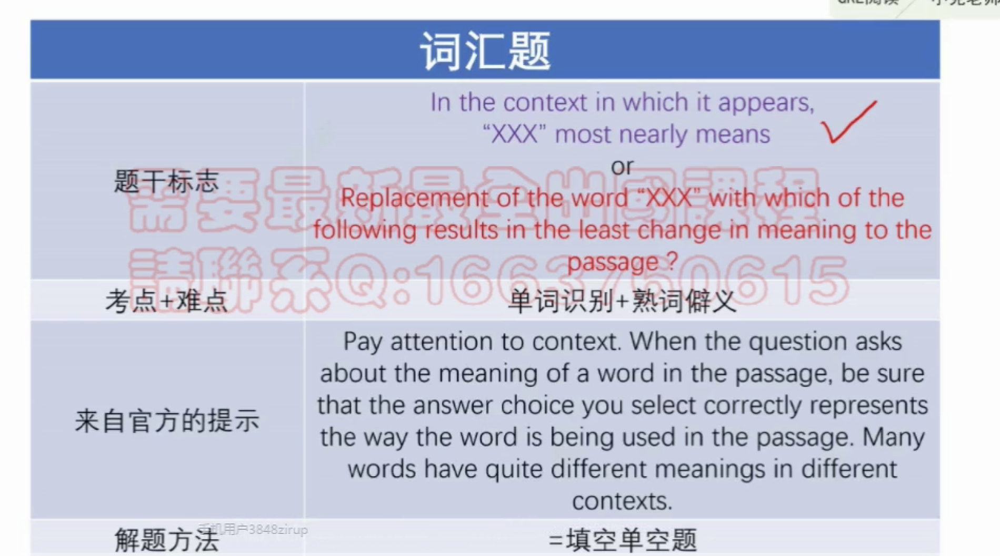 GRE阅读
词汇题
题干标志
In the context in which it appears,
“XXX” most nearly means
or
Replacement of the word “XXX” with which of the
following results in the least change in meaning to the
passage？
需要最新最全出國課程
請聯系Q:1663760615
考点+难点
单词识别+熟词僻义
来自官方的提示
Pay attention to context. When the question asks
about the meaning of a word in the passage, be sure
that the answer choice you select correctly represents
the way the word is being used in the passage. Many
words have quite different meanings in different
contexts.
手机用户3848zirup
解题方法
=填空单空题